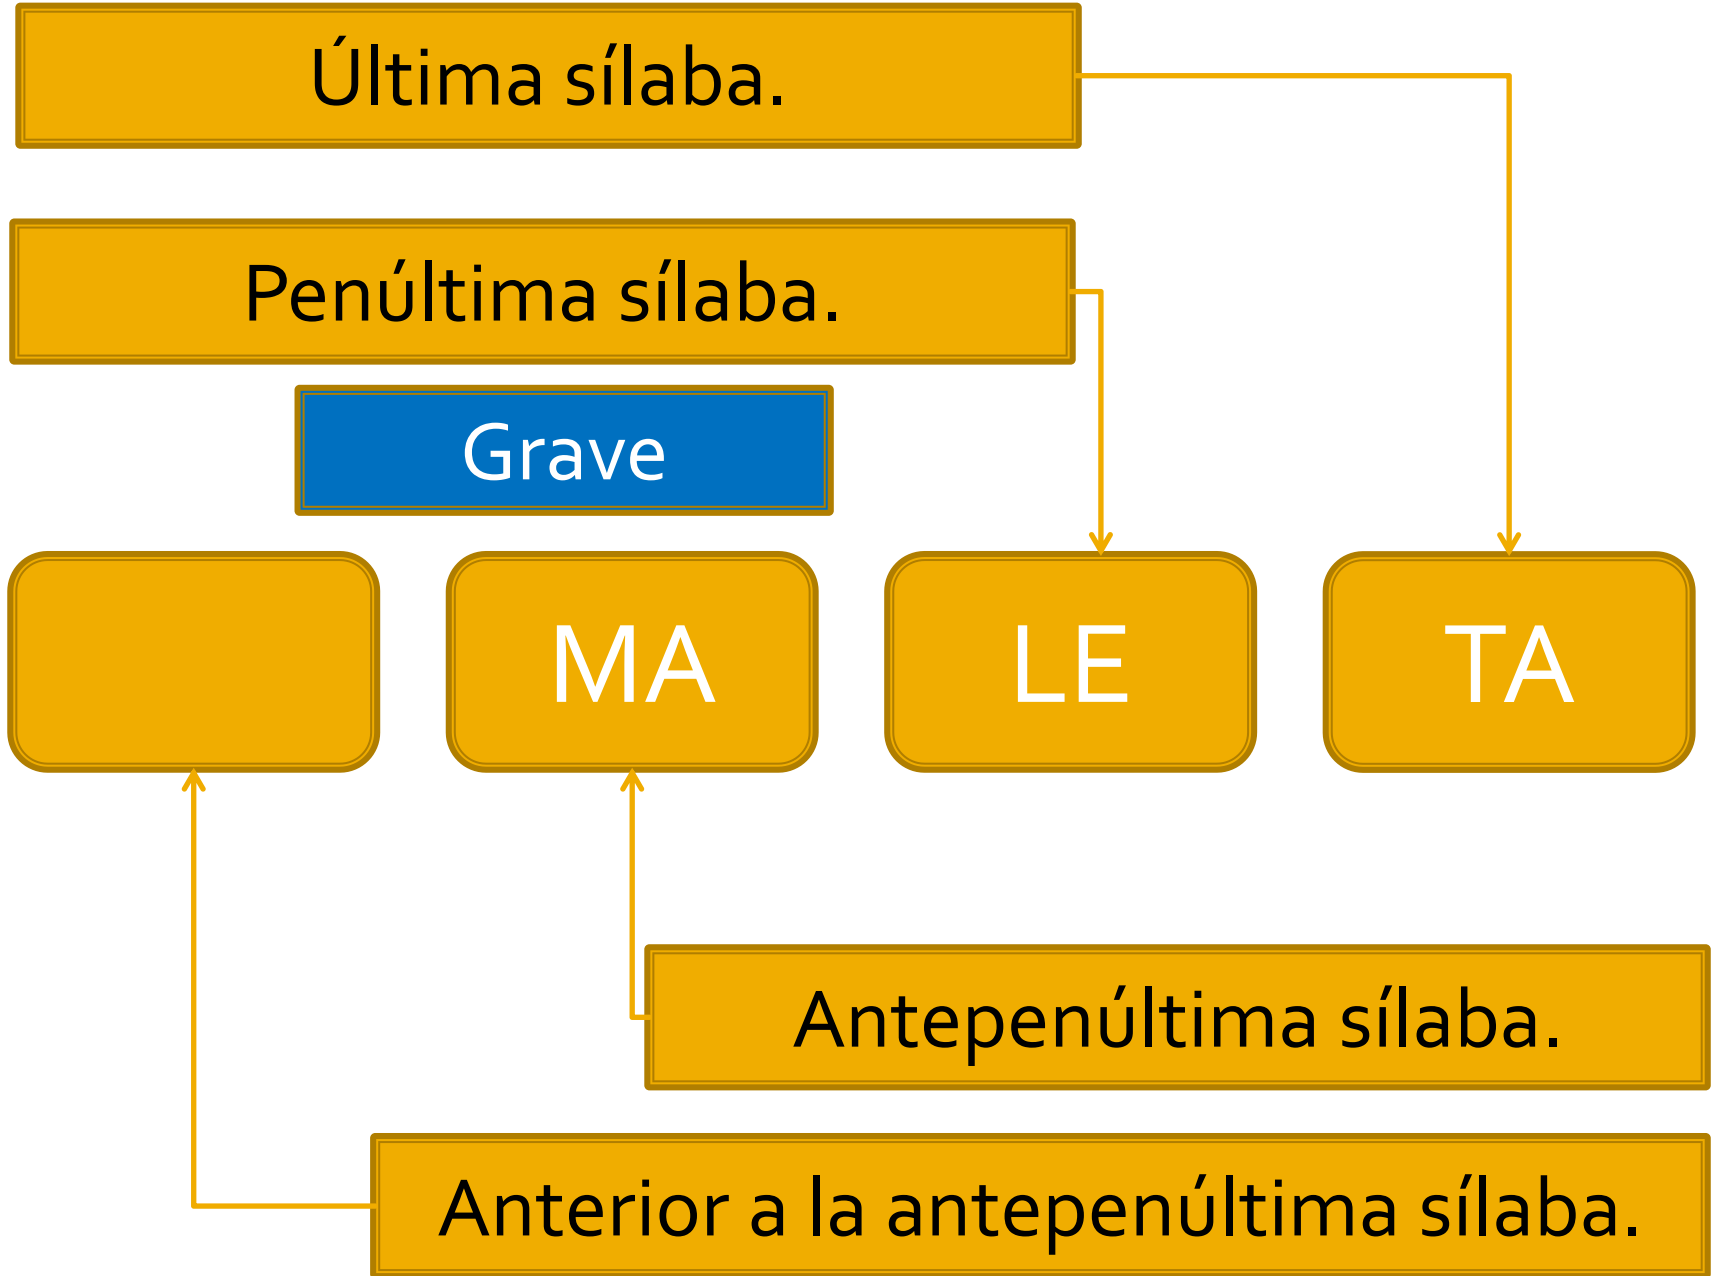 Última sílaba.
Penúltima sílaba.
Grave
MA
LE
TA
Antepenúltima sílaba.
Anterior a la antepenúltima sílaba.